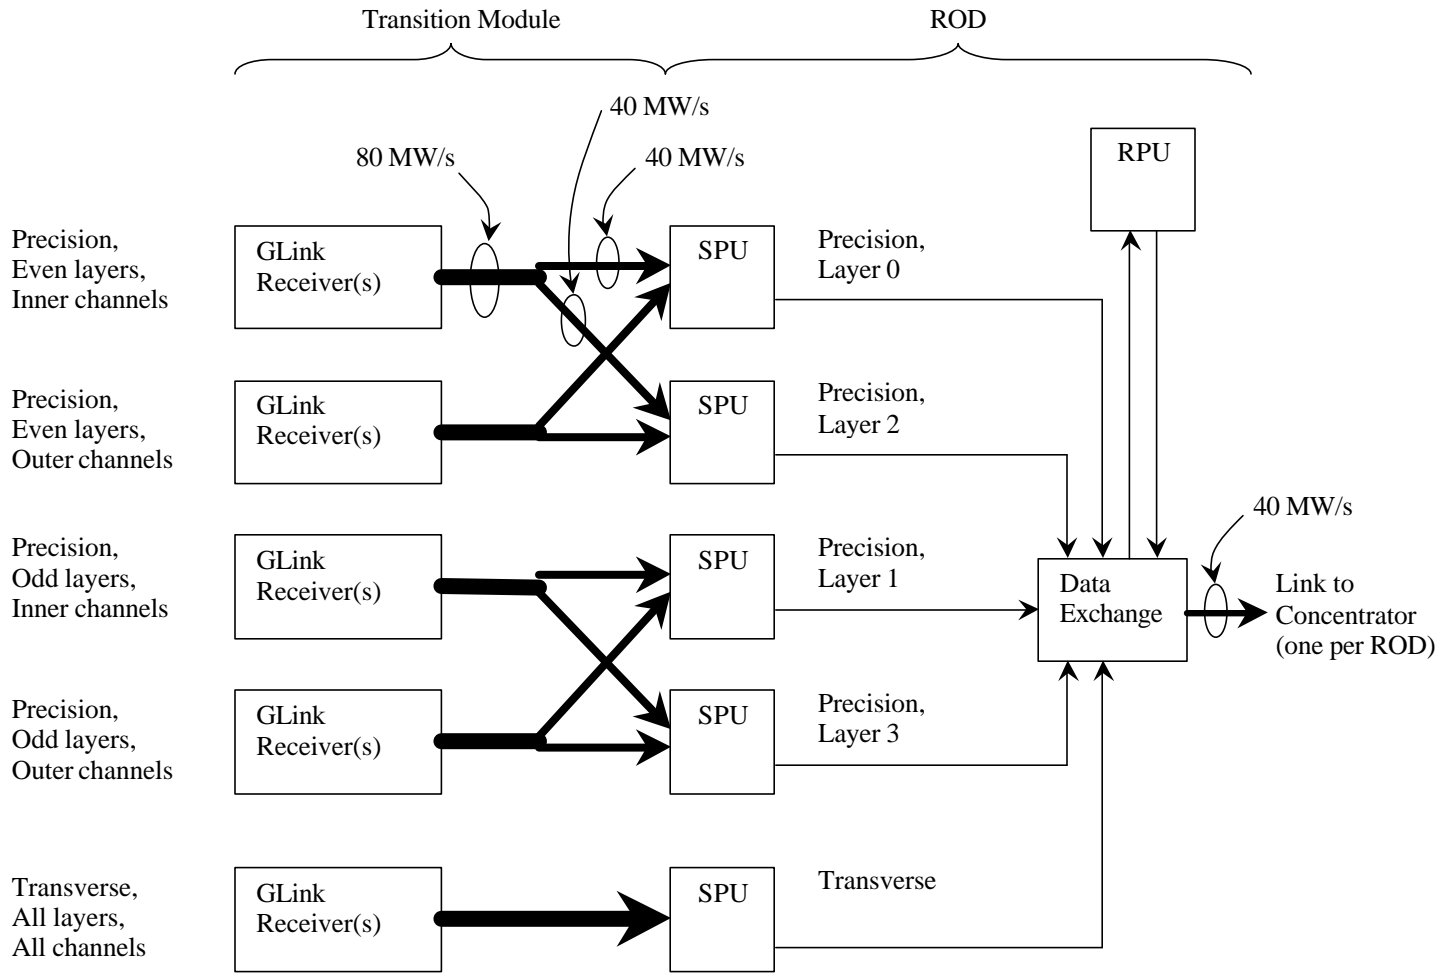 Transition Module
ROD
40 MW/s
80 MW/s
40 MW/s
RPU
Precision,
Even layers,
Inner channels
GLink
Receiver(s)
SPU
Precision,
Layer 0
Precision,
Even layers,
Outer channels
GLink
Receiver(s)
SPU
Precision,
Layer 2
40 MW/s
Precision,
Odd layers,
Inner channels
GLink
Receiver(s)
SPU
Precision,
Layer 1
Data
Exchange
Link to
Concentrator
(one per ROD)
Precision,
Odd layers,
Outer channels
GLink
Receiver(s)
SPU
Precision,
Layer 3
Transverse,
All layers,
All channels
GLink
Receiver(s)
SPU
Transverse